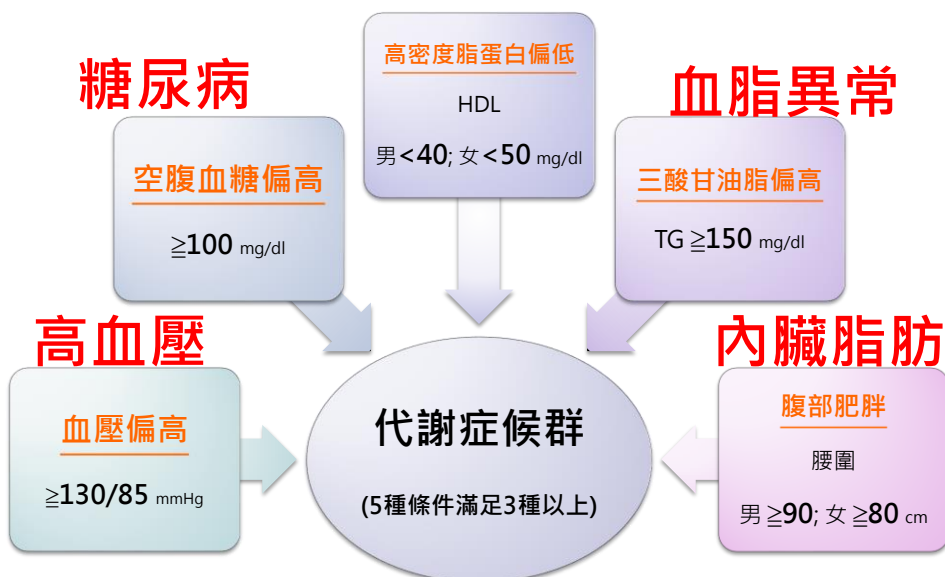 糖尿病
空腹血糖偏高
≧100 mg/dl
高密度脂蛋白偏低
HDL
男<40; 女<50 mg/dl
血脂異常
三酸甘油脂偏高
TG ≧150 mg/dl
高血壓
血壓偏高
≧130/85 mmHg
代謝症候群
(5種條件滿足3種以上)
內臟脂肪
腹部肥胖
腰圍
男 ≧90; 女 ≧80 cm